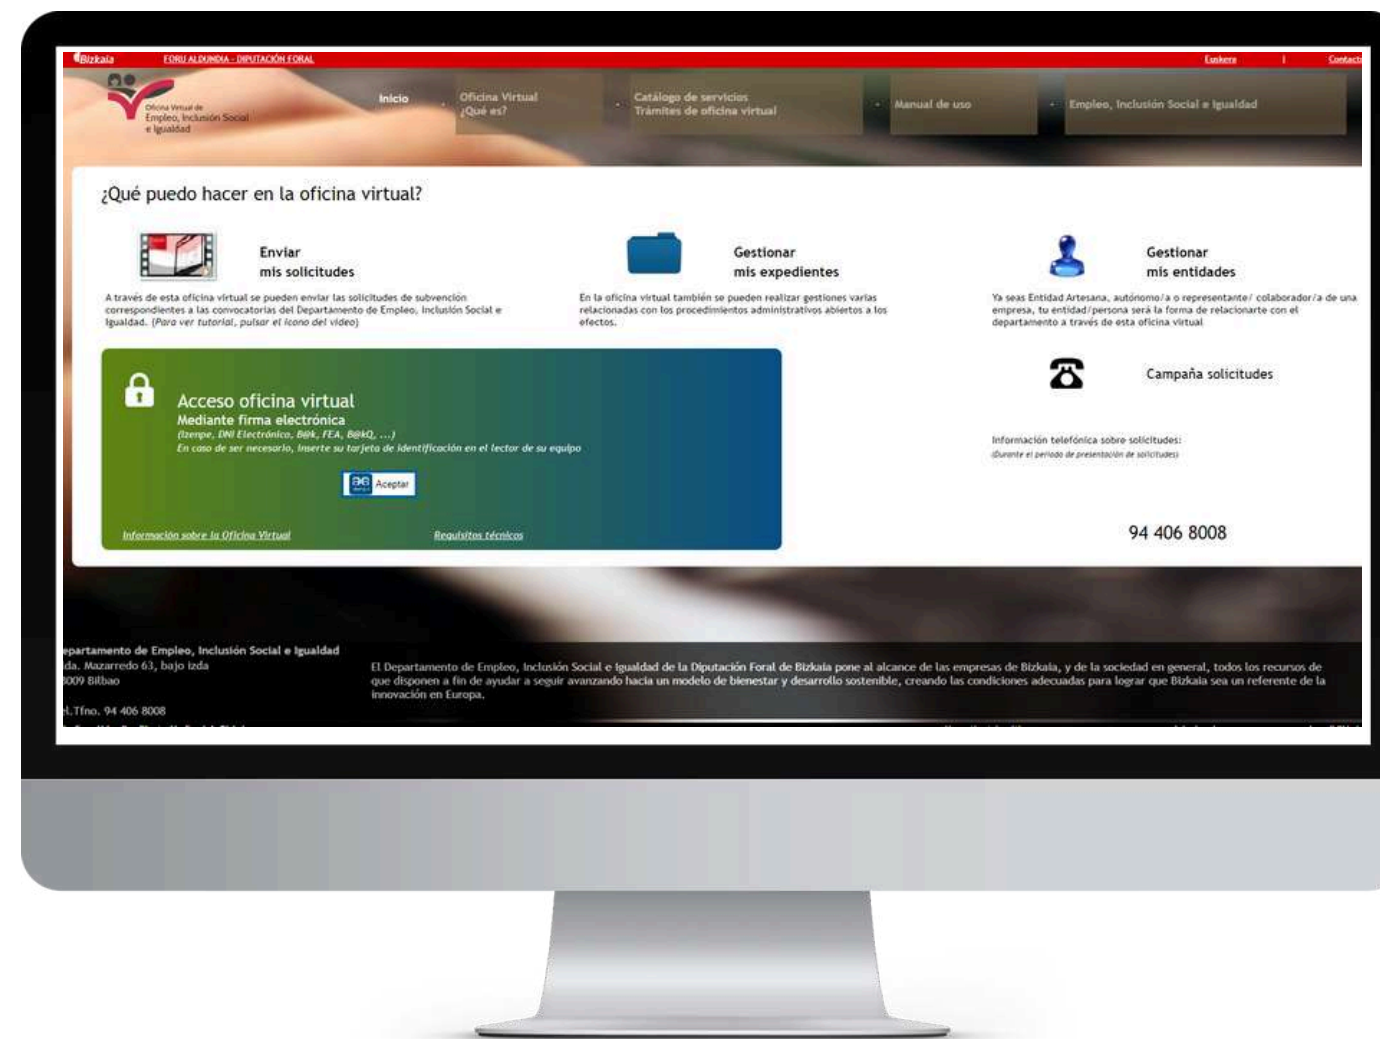 Bizkaia FORU ALDUNDIA - DIPUTACIÓN FORAL Euskera | Contact
Oficina Virtual de
Empleo, Inclusión Social
e Igualdad
Inicio
Oficina Virtual
¿Qué es?
Catálogo de servicios
Trámites de oficina virtual
Manual de uso
Empleo, Inclusión Social e Igualdad
¿Qué puedo hacer en la oficina virtual?
Enviar
mis solicitudes
A través de esta oficina virtual se pueden enviar las solicitudes de subvención
correspondientes a las convocatorias del Departamento de Empleo, Inclusión Social e
Igualdad. (Para ver tutorial, pulsar el icono del video)
Gestionar
mis expedientes
En la oficina virtual también se pueden realizar gestiones varias
relacionadas con los procedimientos administrativos abiertos a los
efectos.
Gestionar
mis entidades
Ya seas Entidad Artesana, autónomo/a o representante/ colaborador/a de una
empresa, tu entidad/persona será la forma de relacionarte con el
departamento a través de esta oficina virtual
Acceso oficina virtual
Mediante firma electrónica
(Izenpe, DNI Electrónico, B@k, FEA, B@kQ, ...)
En caso de ser necesario, inserte su tarjeta de identificación en el lector de su equipo
Aceptar
Información sobre la Oficina Virtual Requisitos técnicos
Campaña solicitudes
Información telefónica sobre solicitudes:
(Durante el periodo de presentación de solicitudes)
94 406 8008
epartamento de Empleo, Inclusión Social e Igualdad
da. Mazarredo 63, bajo izda
8009 Bilbao
el.Tfno. 94 406 8008
El Departamento de Empleo, Inclusión Social e Igualdad de la Diputación Foral de Bizkaia pone al alcance de las empresas de Bizkaia, y de la sociedad en general, todos los recursos de
que disponen a fin de ayudar a seguir avanzando hacia un modelo de bienestar y desarrollo sostenible, creando las condiciones adecuadas para lograr que Bizkaia sea un referente de la
innovación en Europa.